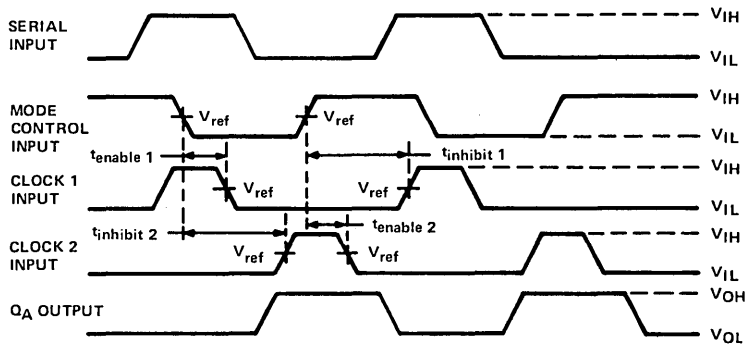 SERIAL
INPUT
VIH
VIL
MODE
CONTROL
INPUT
Vref
Vref
VIH
VIL
tenable 1
tinhibit 1
CLOCK 1
INPUT
Vref
Vref
VIH
VIL
tinhibit 2
tenable 2
CLOCK 2
INPUT
Vref
Vref
VIH
VIL
QA OUTPUT
VOH
VOL